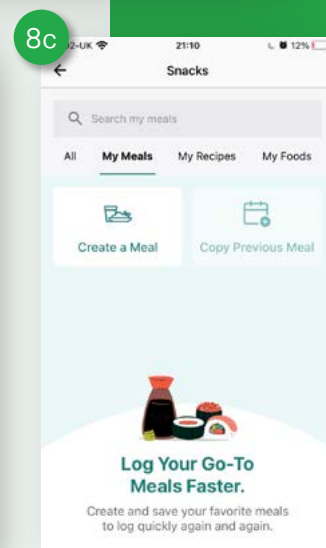 8c
02-UK 21:10 12%
Snacks
Search my meals
All My Meals My Recipes My Foods
Create a Meal Copy Previous Meal
Log Your Go-To
Meals Faster.
Create and save your favorite meals
to log quickly again and again.